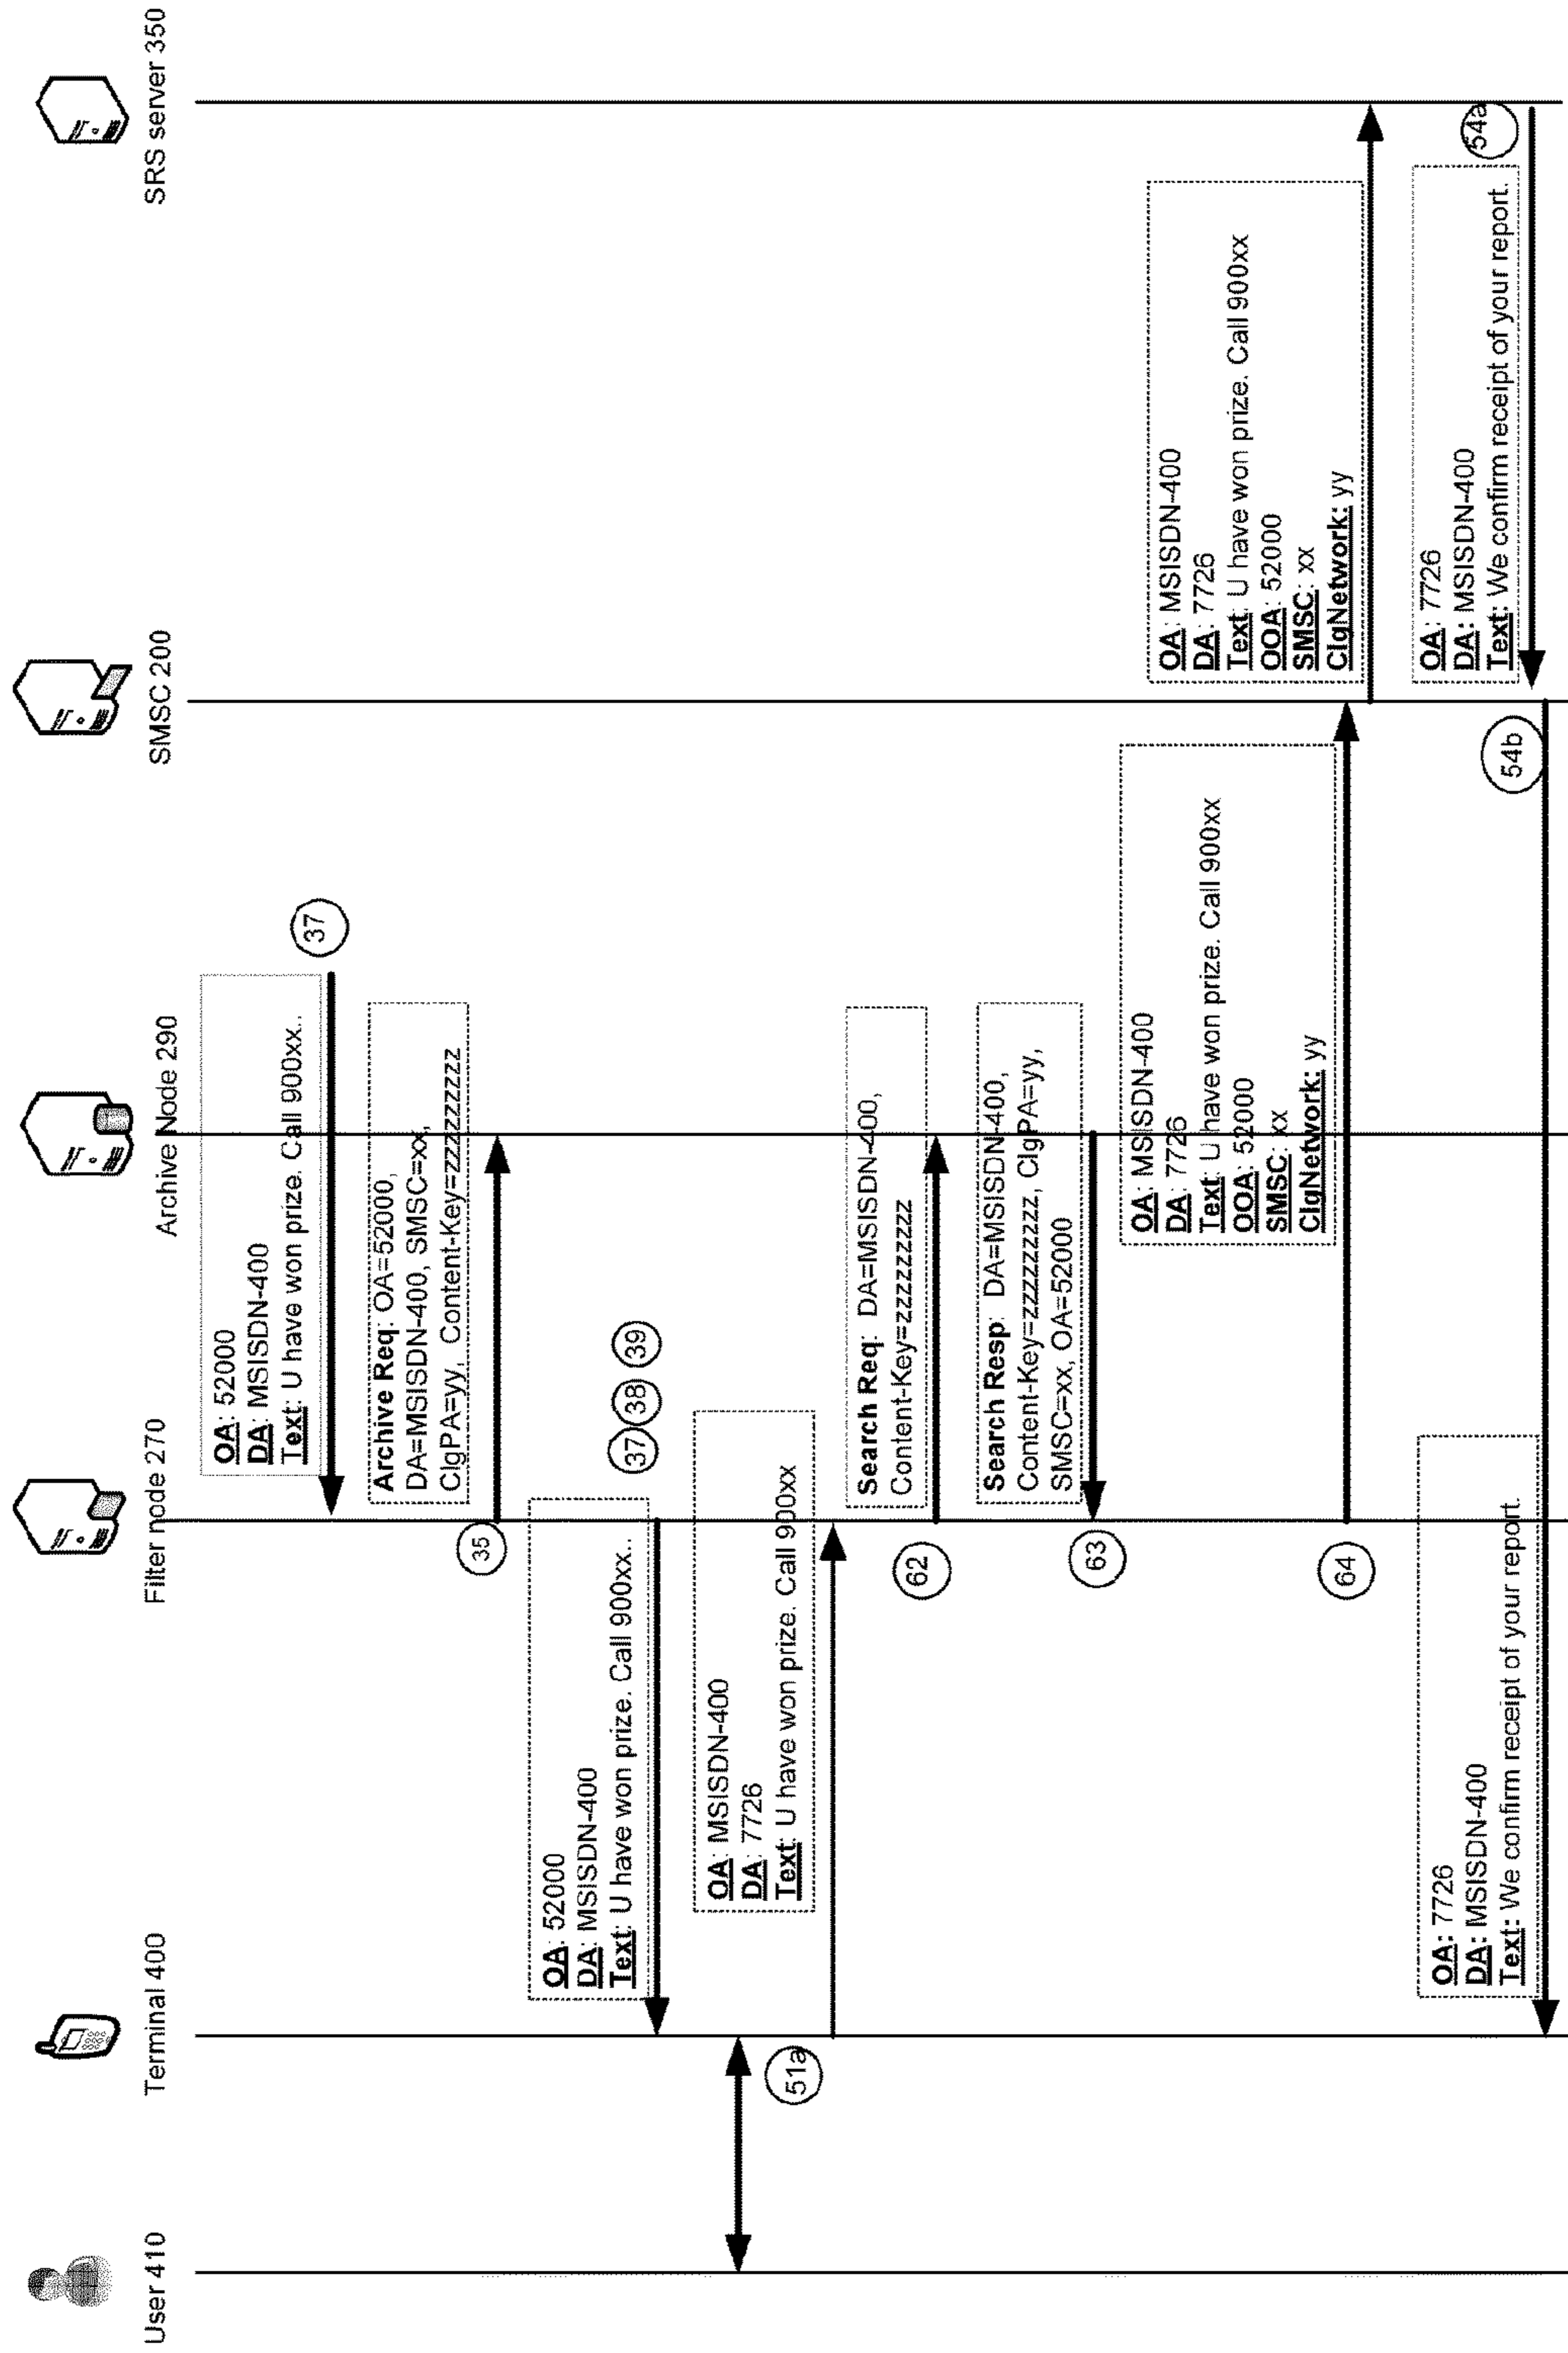 User 410
Terminal 400
Filter node 270
Archive Node 290
SMSC 200
SRS server 350
OA: 52000
DA: MSISDN-400
Text: U have won prize. Call 900xx..
37
Archive Req: OA=52000,
DA=MSISDN-400, SMSC=xx,
ClgPA=yy, Content-Key=zzzzzzzzzz
35
OA: 52000
DA: MSISDN-400
Text: U have won prize. Call 900xx..
37
38
39
OA: MSISDN-400
DA: 7726
Text: U have won prize. Call 900xx
51a
Search Req: DA=MSISDN-400,
Content-Key=zzzzzzzzzz
62
Search Resp: DA=MSISDN-400,
Content-Key=zzzzzzzzzz, ClgPA=yy,
SMSC=xx, OA=52000
63
OA: MSISDN-400
DA: 7726
Text: U have won prize. Call 900xx
OOA: 52000
SMSC: xx
ClgNetwork: yy
64
OA: MSISDN-400
DA: 7726
Text: U have won prize. Call 900xx
OOA: 52000
SMSC: xx
ClgNetwork: yy
OA: 7726
DA: MSISDN-400
Text: We confirm receipt of your report.
54a
OA: 7726
DA: MSISDN-400
Text: We confirm receipt of your report.
54b